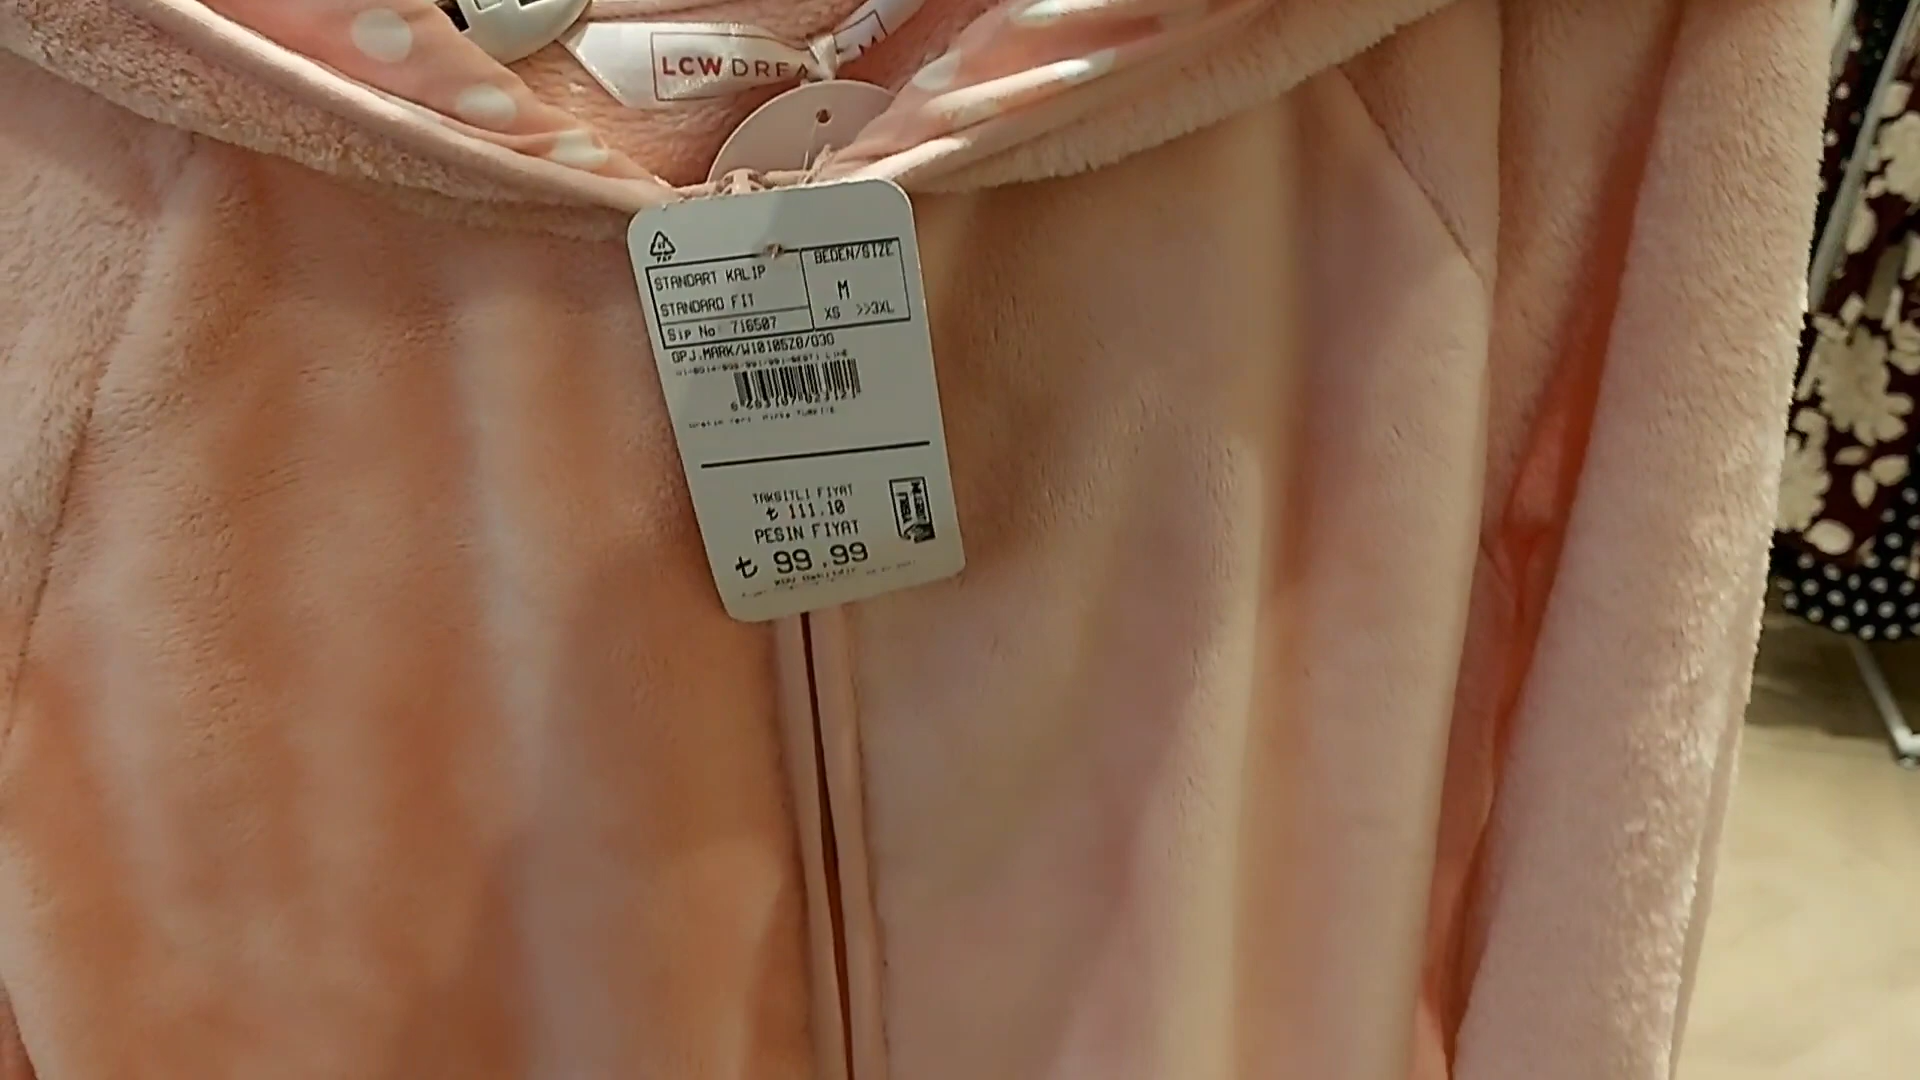 LCW DREA
M
STANDART KALIP
STANDARD FIT
Sip No: 716507
BEDEN/SIZE
M
XS >>3XL
GPJ.MARK/W10105Z8/030
TAKSITLI FIYAT
₺ 111.10
PESIN FIYAT
₺ 99.99